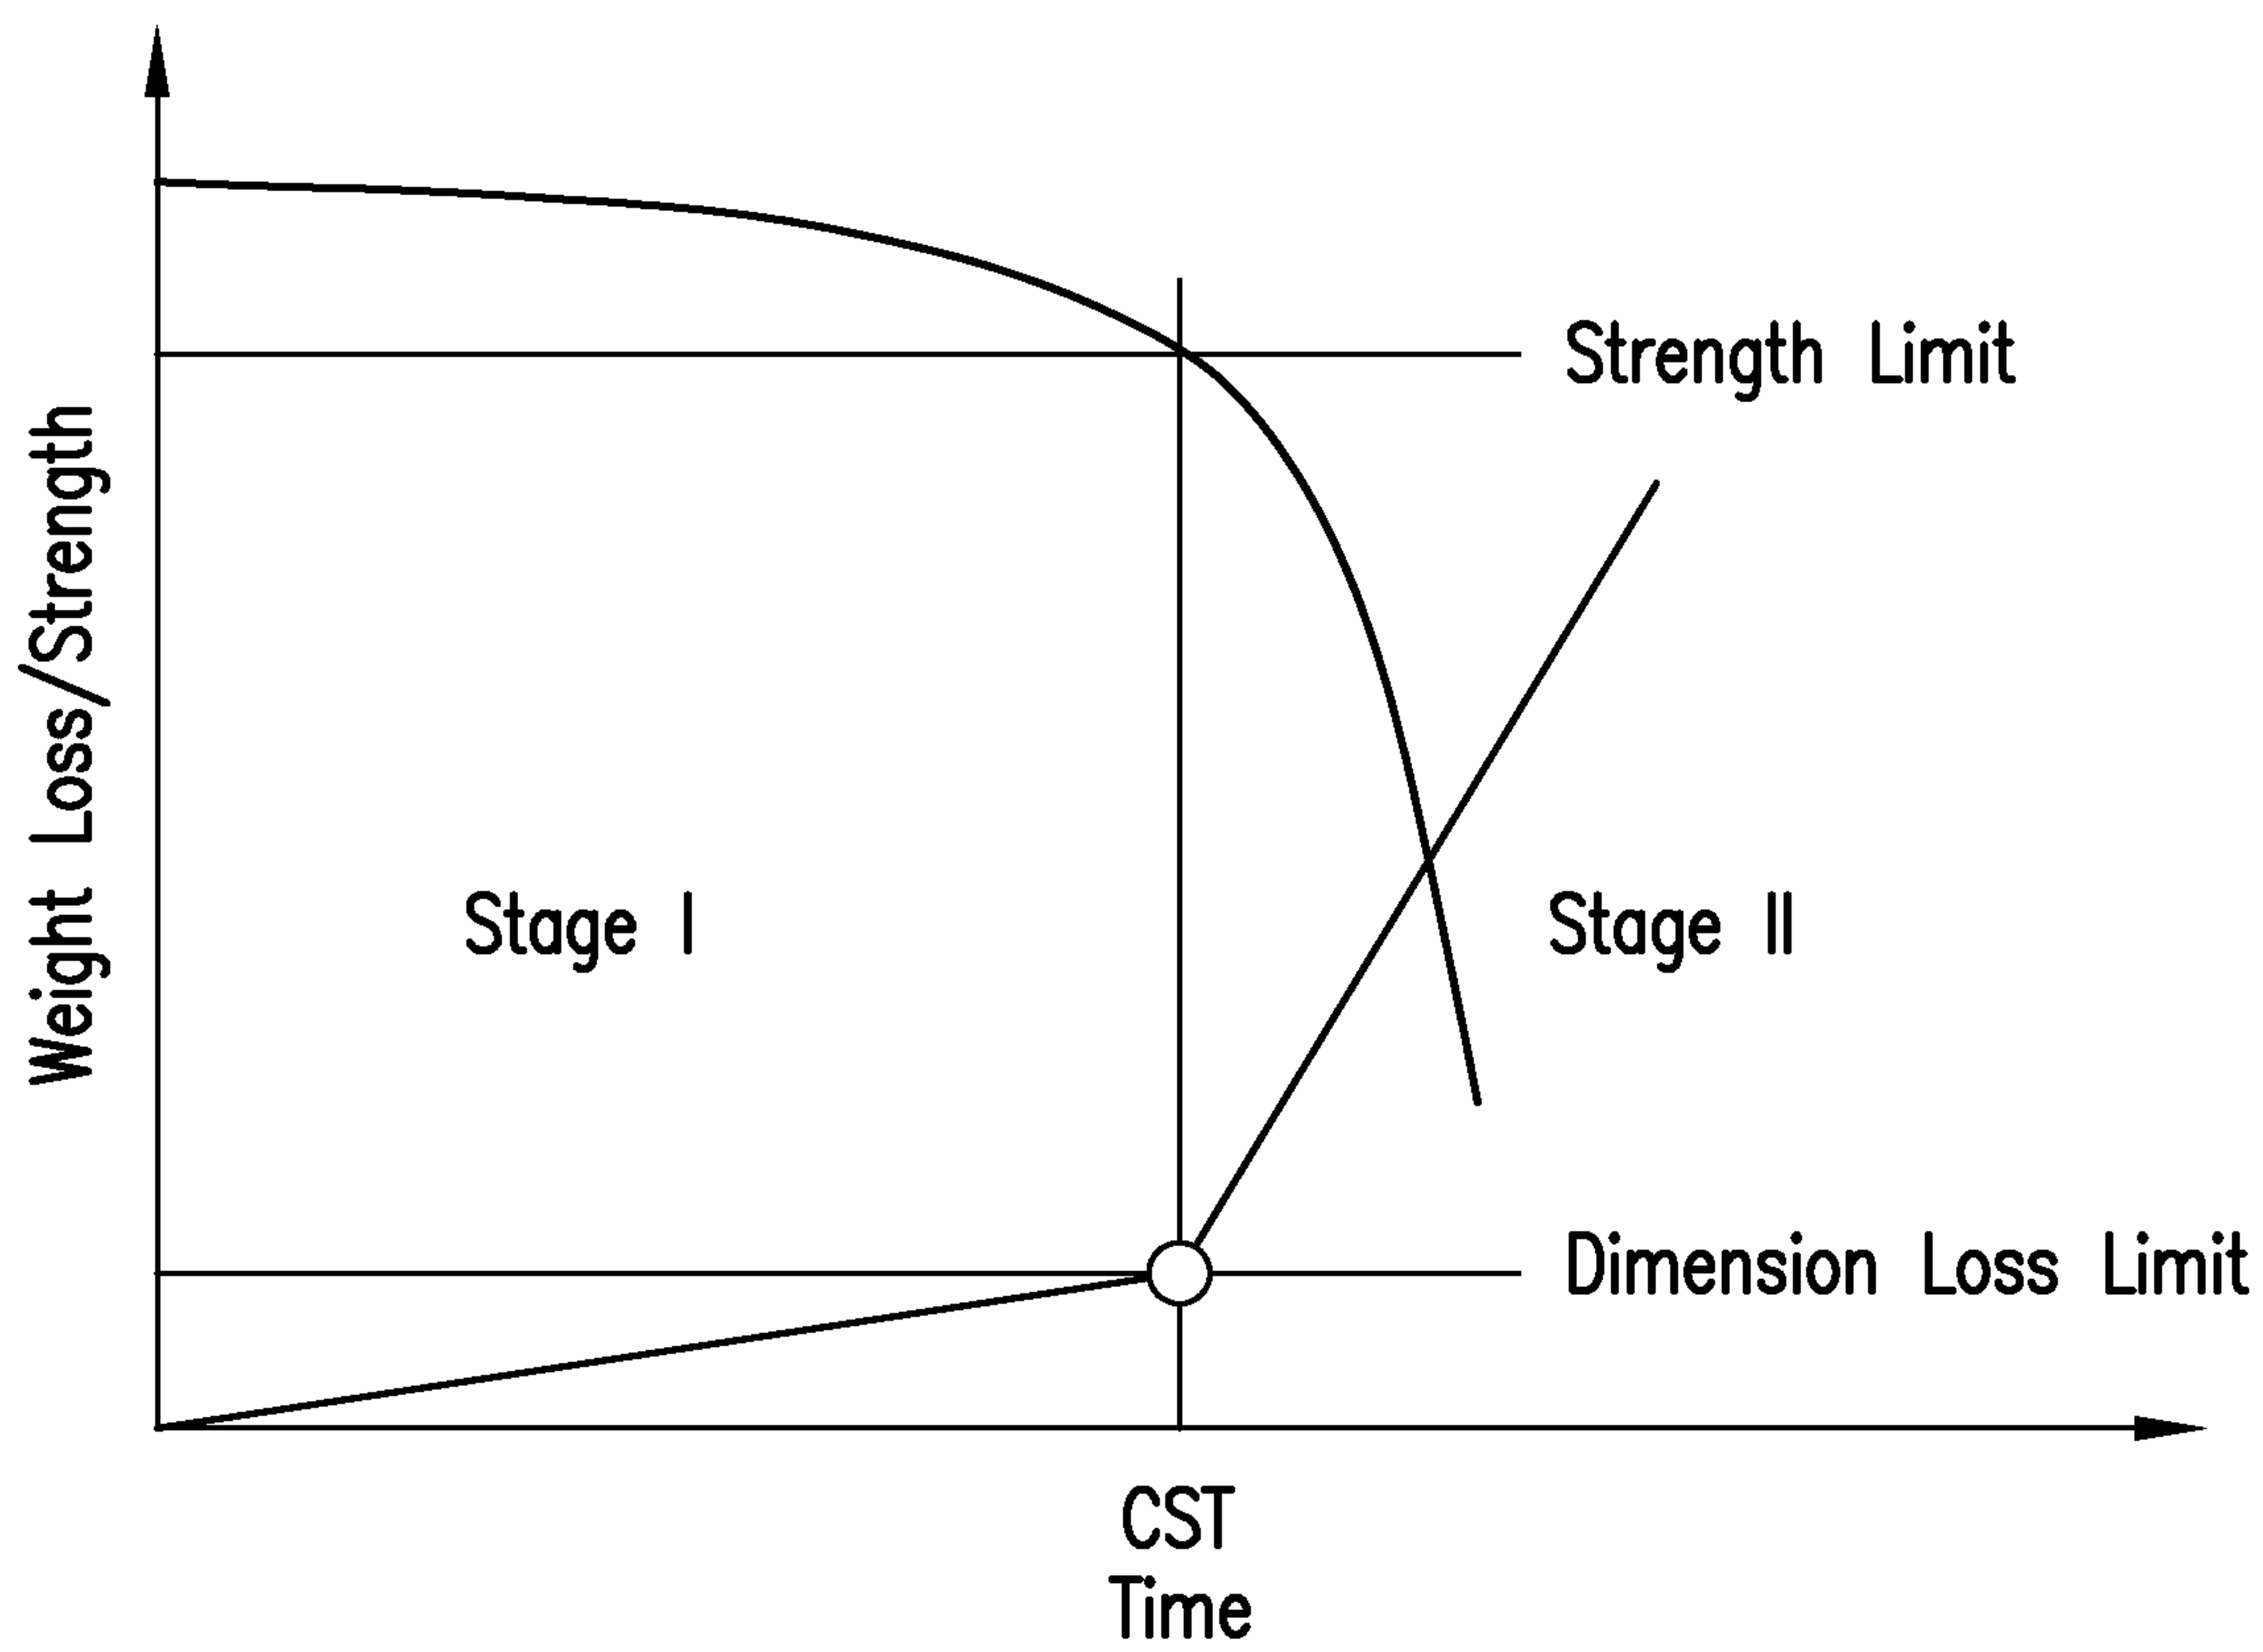 Weight Loss/Strength
Strength Limit
Stage I
Stage II
Dimension Loss Limit
CST
Time